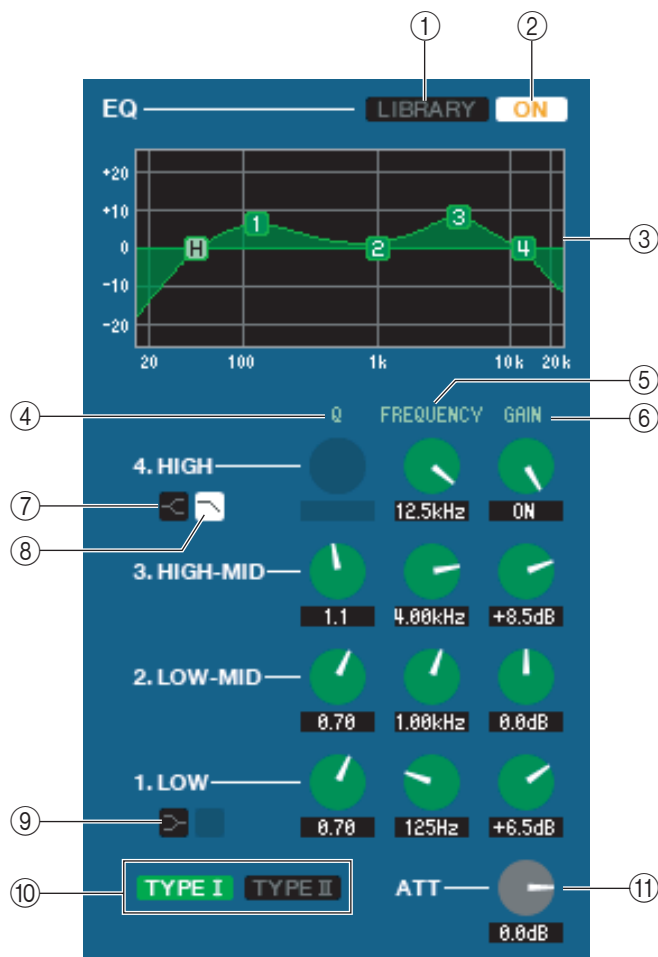 ① ②
EQ LIBRARY ON
+20
+10
0
-10
-20
H 1 2 3 4
③
20 100 1k 10k 20k
④ ⑤ ⑥
Q FREQUENCY GAIN
4. HIGH
⑦
⑧
12.5kHz ON
3. HIGH-MID
1.1 4.00kHz +8.5dB
2. LOW-MID
0.70 1.00kHz 0.0dB
1. LOW
⑨
0.70 125Hz +6.5dB
⑩ TYPE I TYPE II ATT ⑪
0.0dB